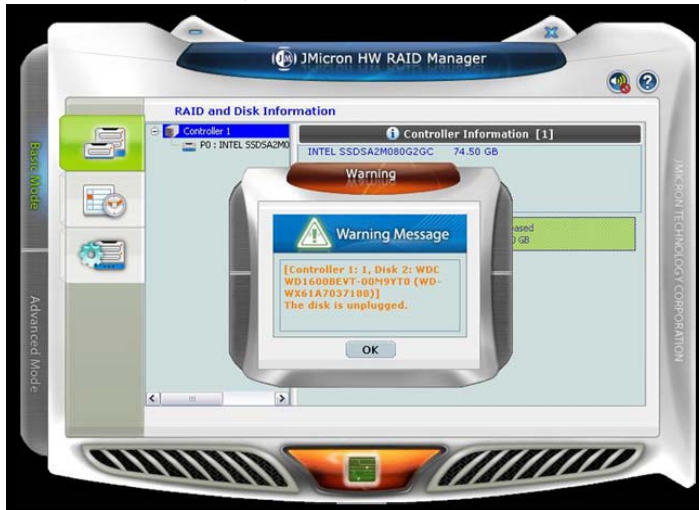 JMicron HW RAID Manager
RAID and Disk Information
Controller 1
P0 : INTEL SSDSA2M0
Controller Information [1]
INTEL SSDSA2M080G2GC 74.50 GB
Warning
Warning Message
[Controller 1: 1, Disk 2: WDC
WD1600BEVT-00M9YT0 (WD-
WX61A7037188)]
The disk is unplugged.
OK
GB
Basic Mode
Advanced Mode
JMICRON TECHNOLOGY CORPORATION